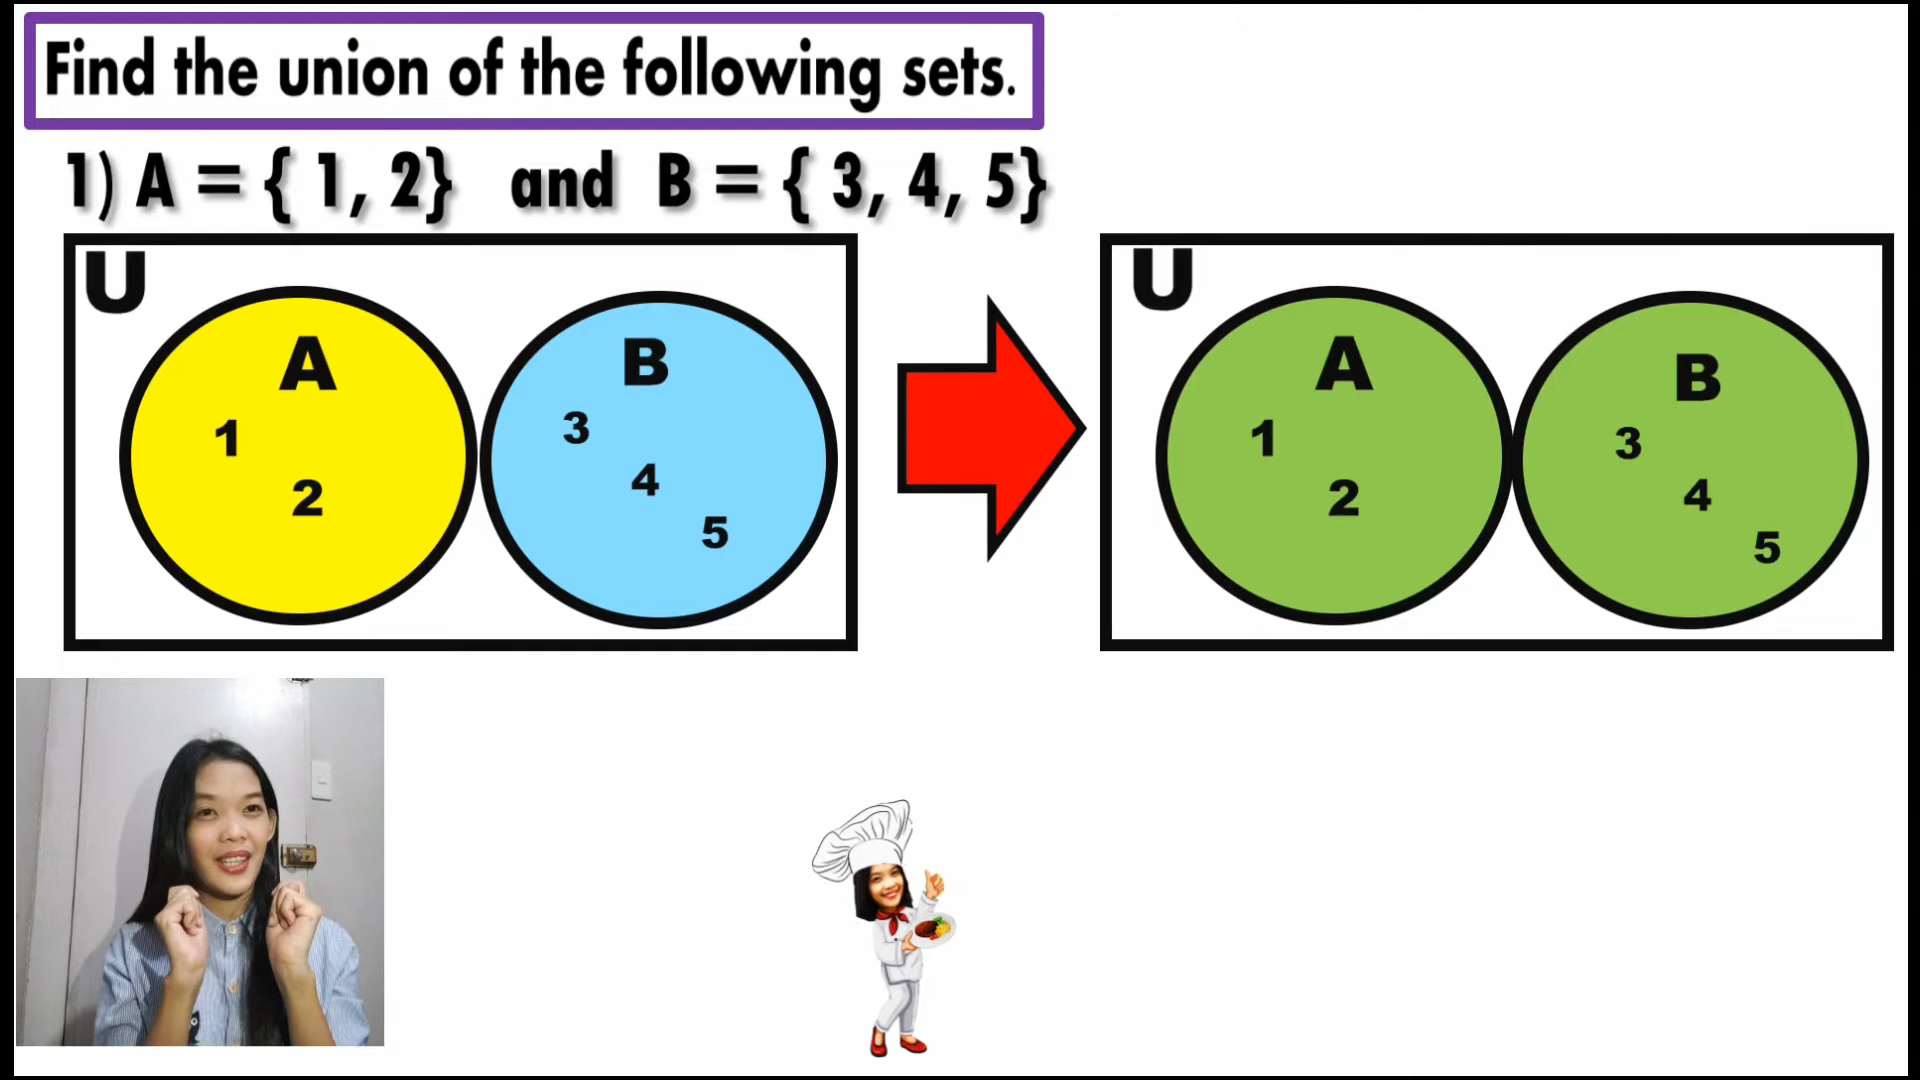 Find the union of the following sets.
1) A = { 1, 2} and B = { 3, 4, 5}
U
A
1
2
B
3
4
5
U
A
1
2
B
3
4
5